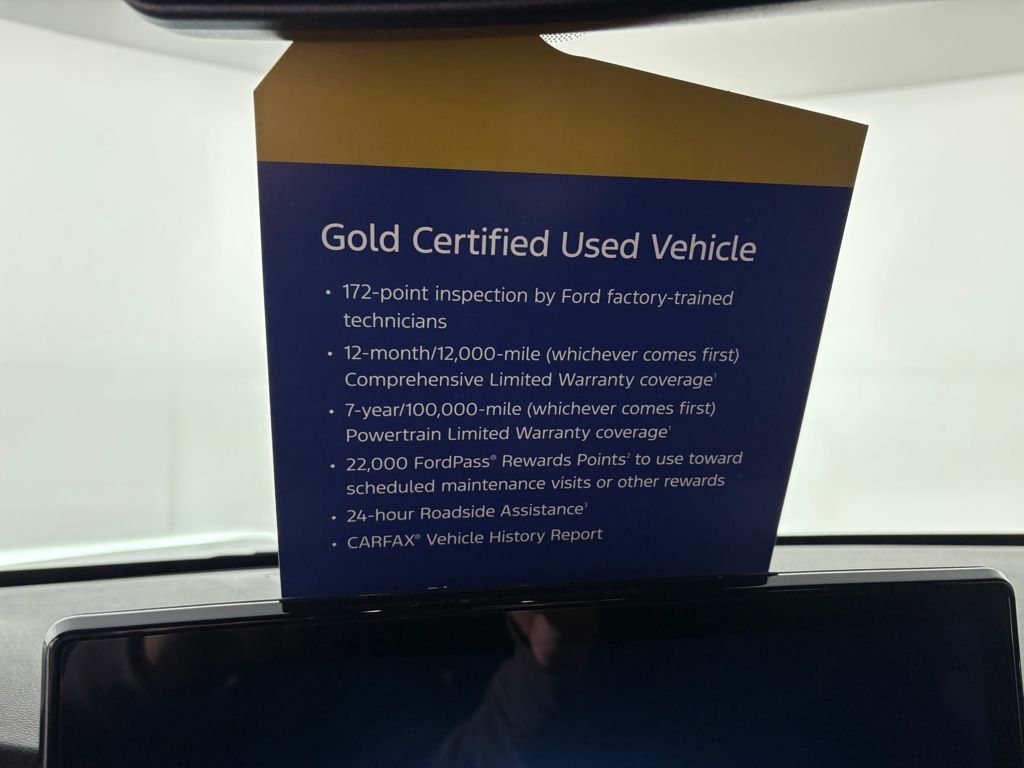 Gold Certified Used Vehicle
• 172-point inspection by Ford factory-trained
technicians
• 12-month/12,000-mile (whichever comes first)
Comprehensive Limited Warranty coverage¹
• 7-year/100,000-mile (whichever comes first)
Powertrain Limited Warranty coverage¹
• 22,000 FordPass® Rewards Points² to use toward
scheduled maintenance visits or other rewards
• 24-hour Roadside Assistance³
• CARFAX® Vehicle History Report